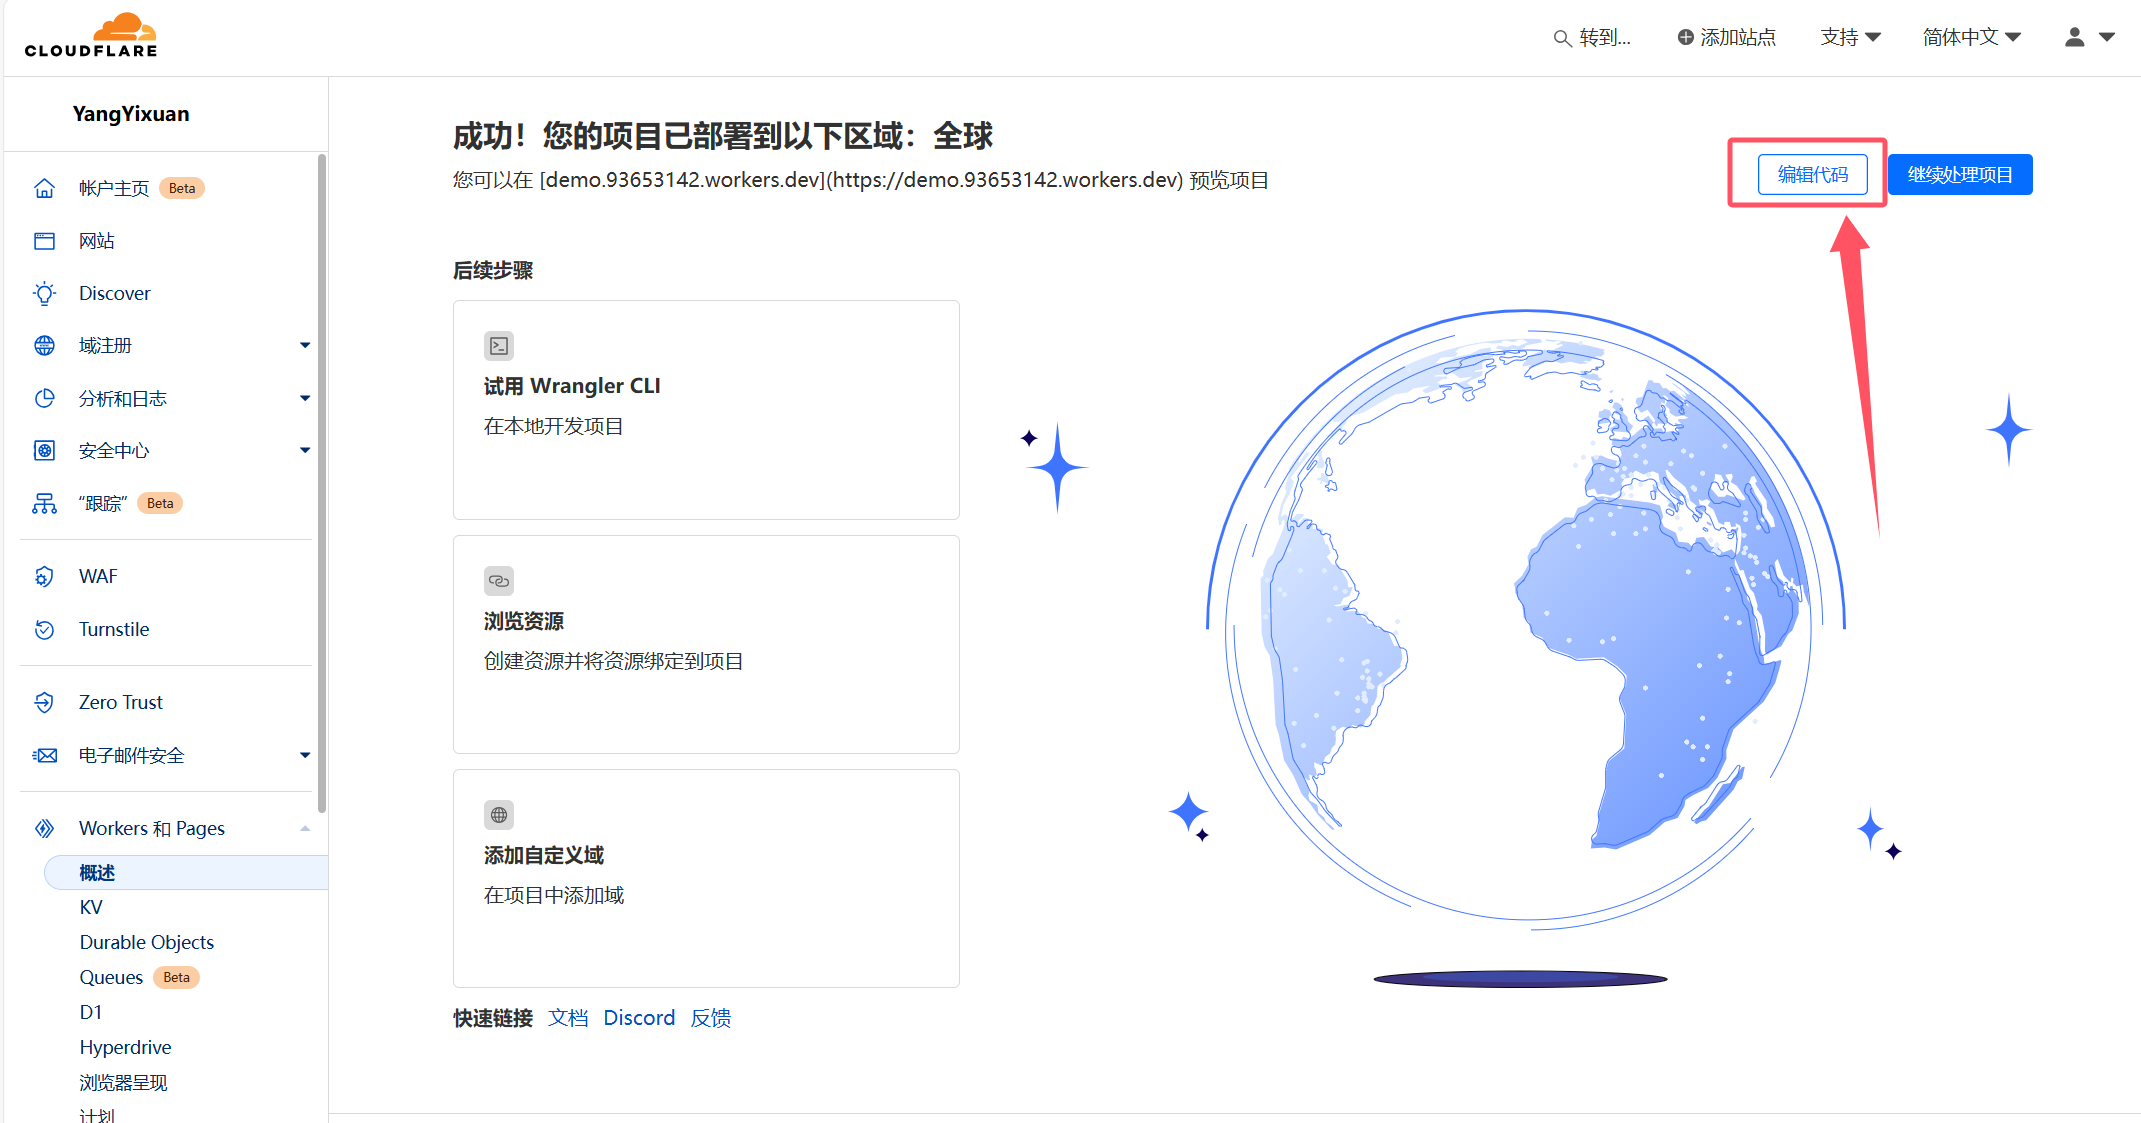 CLOUDFLARE
转到...
添加站点
支持
简体中文
YangYixuan
帐户主页 Beta
网站
Discover
域注册
分析和日志
安全中心
“跟踪” Beta
WAF
Turnstile
Zero Trust
电子邮件安全
Workers 和 Pages
概述
KV
Durable Objects
Queues Beta
D1
Hyperdrive
浏览器呈现
计划
成功！您的项目已部署到以下区域：全球
您可以在 [demo.93653142.workers.dev](https://demo.93653142.workers.dev) 预览项目
编辑代码
继续处理项目
后续步骤
试用 Wrangler CLI
在本地开发项目
浏览资源
创建资源并将资源绑定到项目
添加自定义域
在项目中添加域
快速链接 文档 Discord 反馈